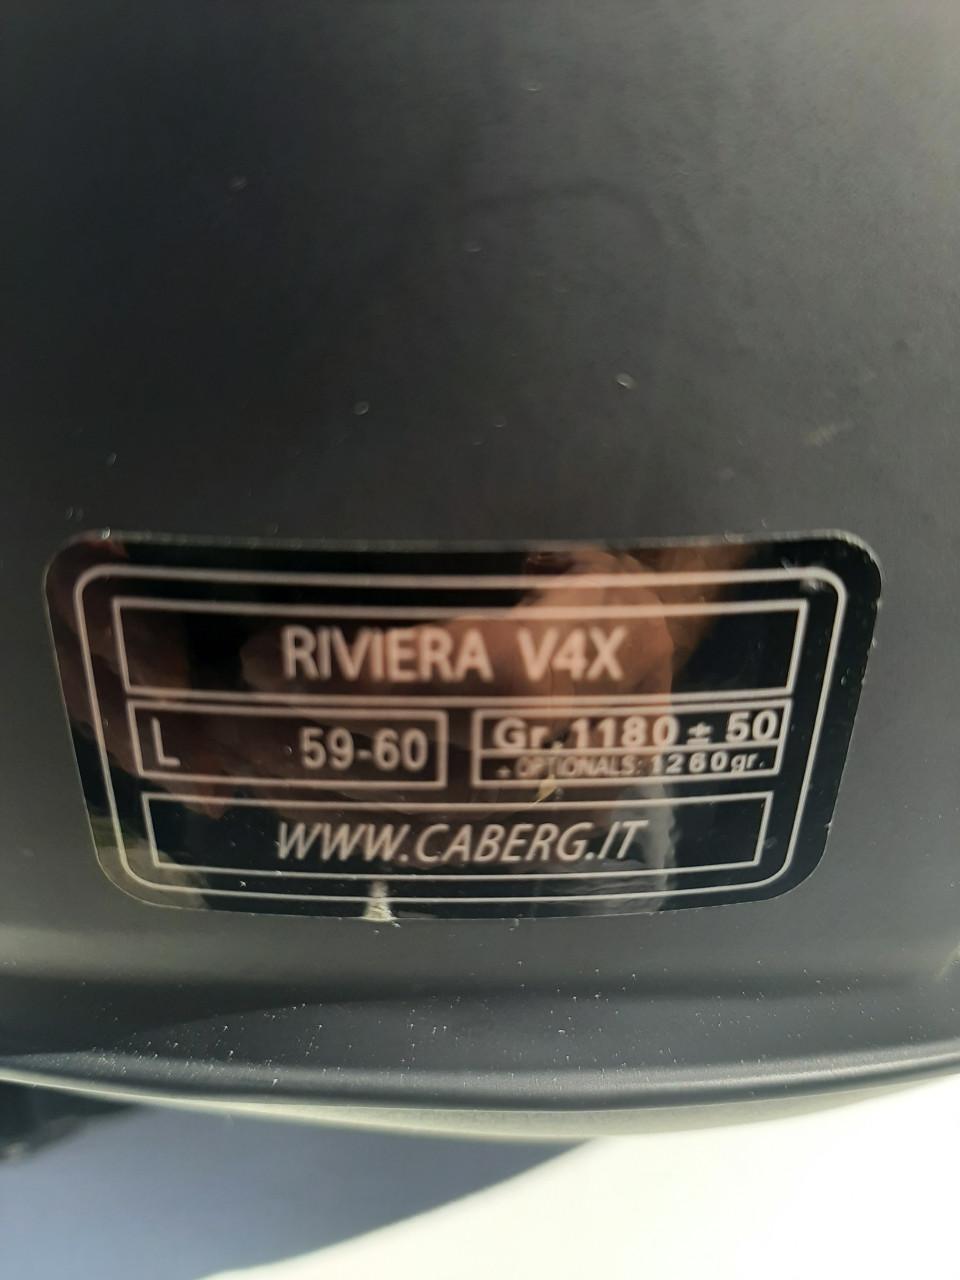 RIVIERA V4X
L 59-60
Gr. 1180 ± 50
+ OPTIONALS: 1260gr.
WWW.CABERG.IT